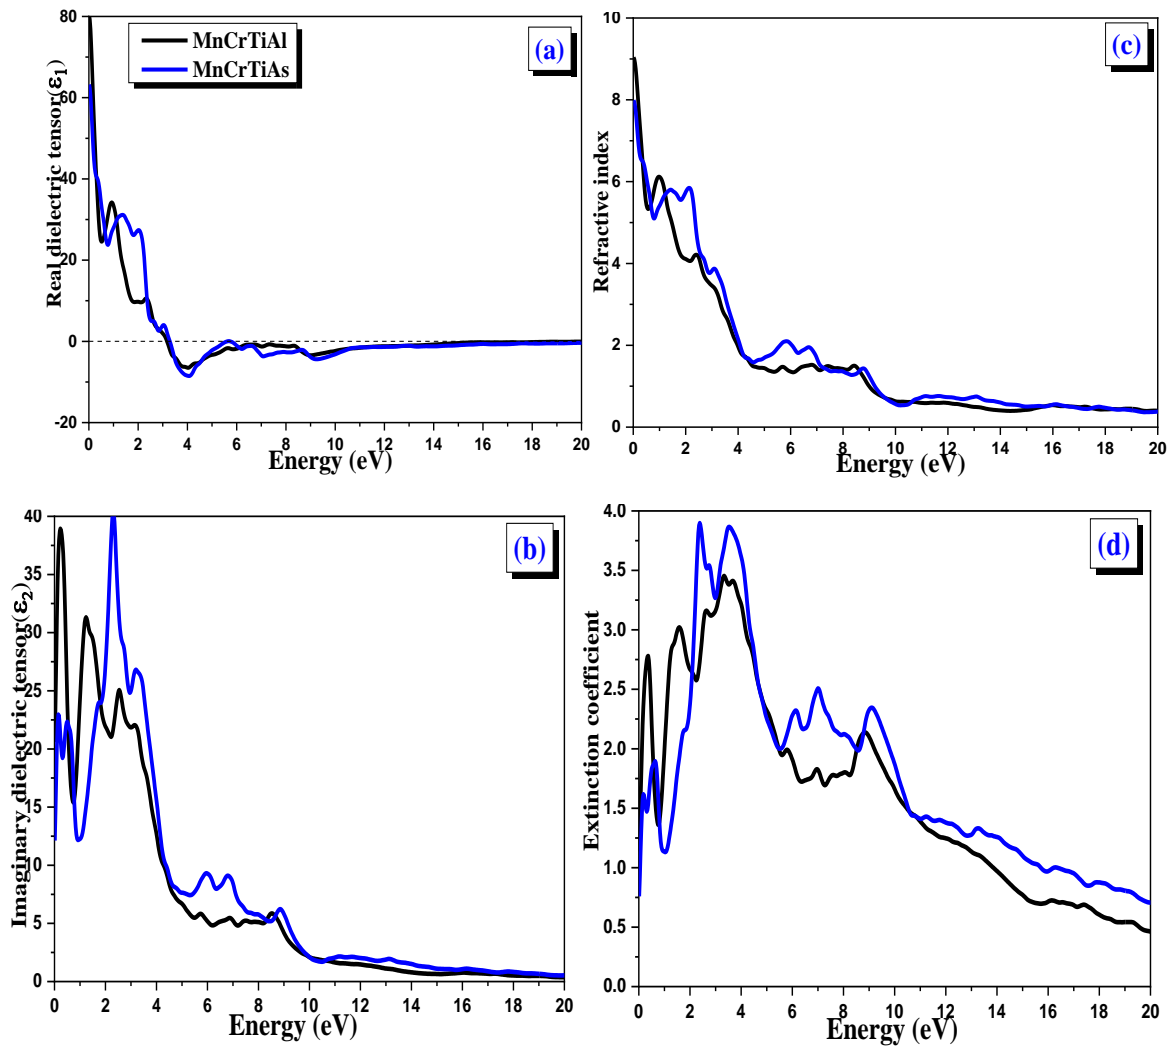 (a)
MnCrTiAl
MnCrTiAs
Real dielectric tensor(ε1)
80
60
40
20
0
-20
0 2 4 6 8 10 12 14 16 18 20
Energy (eV)
(c)
Refractive index
10
8
6
4
2
0
0 2 4 6 8 10 12 14 16 18 20
Energy (eV)
(b)
Imaginary dielectric tensor(ε2)
40
35
30
25
20
15
10
5
0
0 2 4 6 8 10 12 14 16 18 20
Energy (eV)
(d)
Extinction coefficient
4.0
3.5
3.0
2.5
2.0
1.5
1.0
0.5
0.0
0 2 4 6 8 10 12 14 16 18 20
Energy (eV)